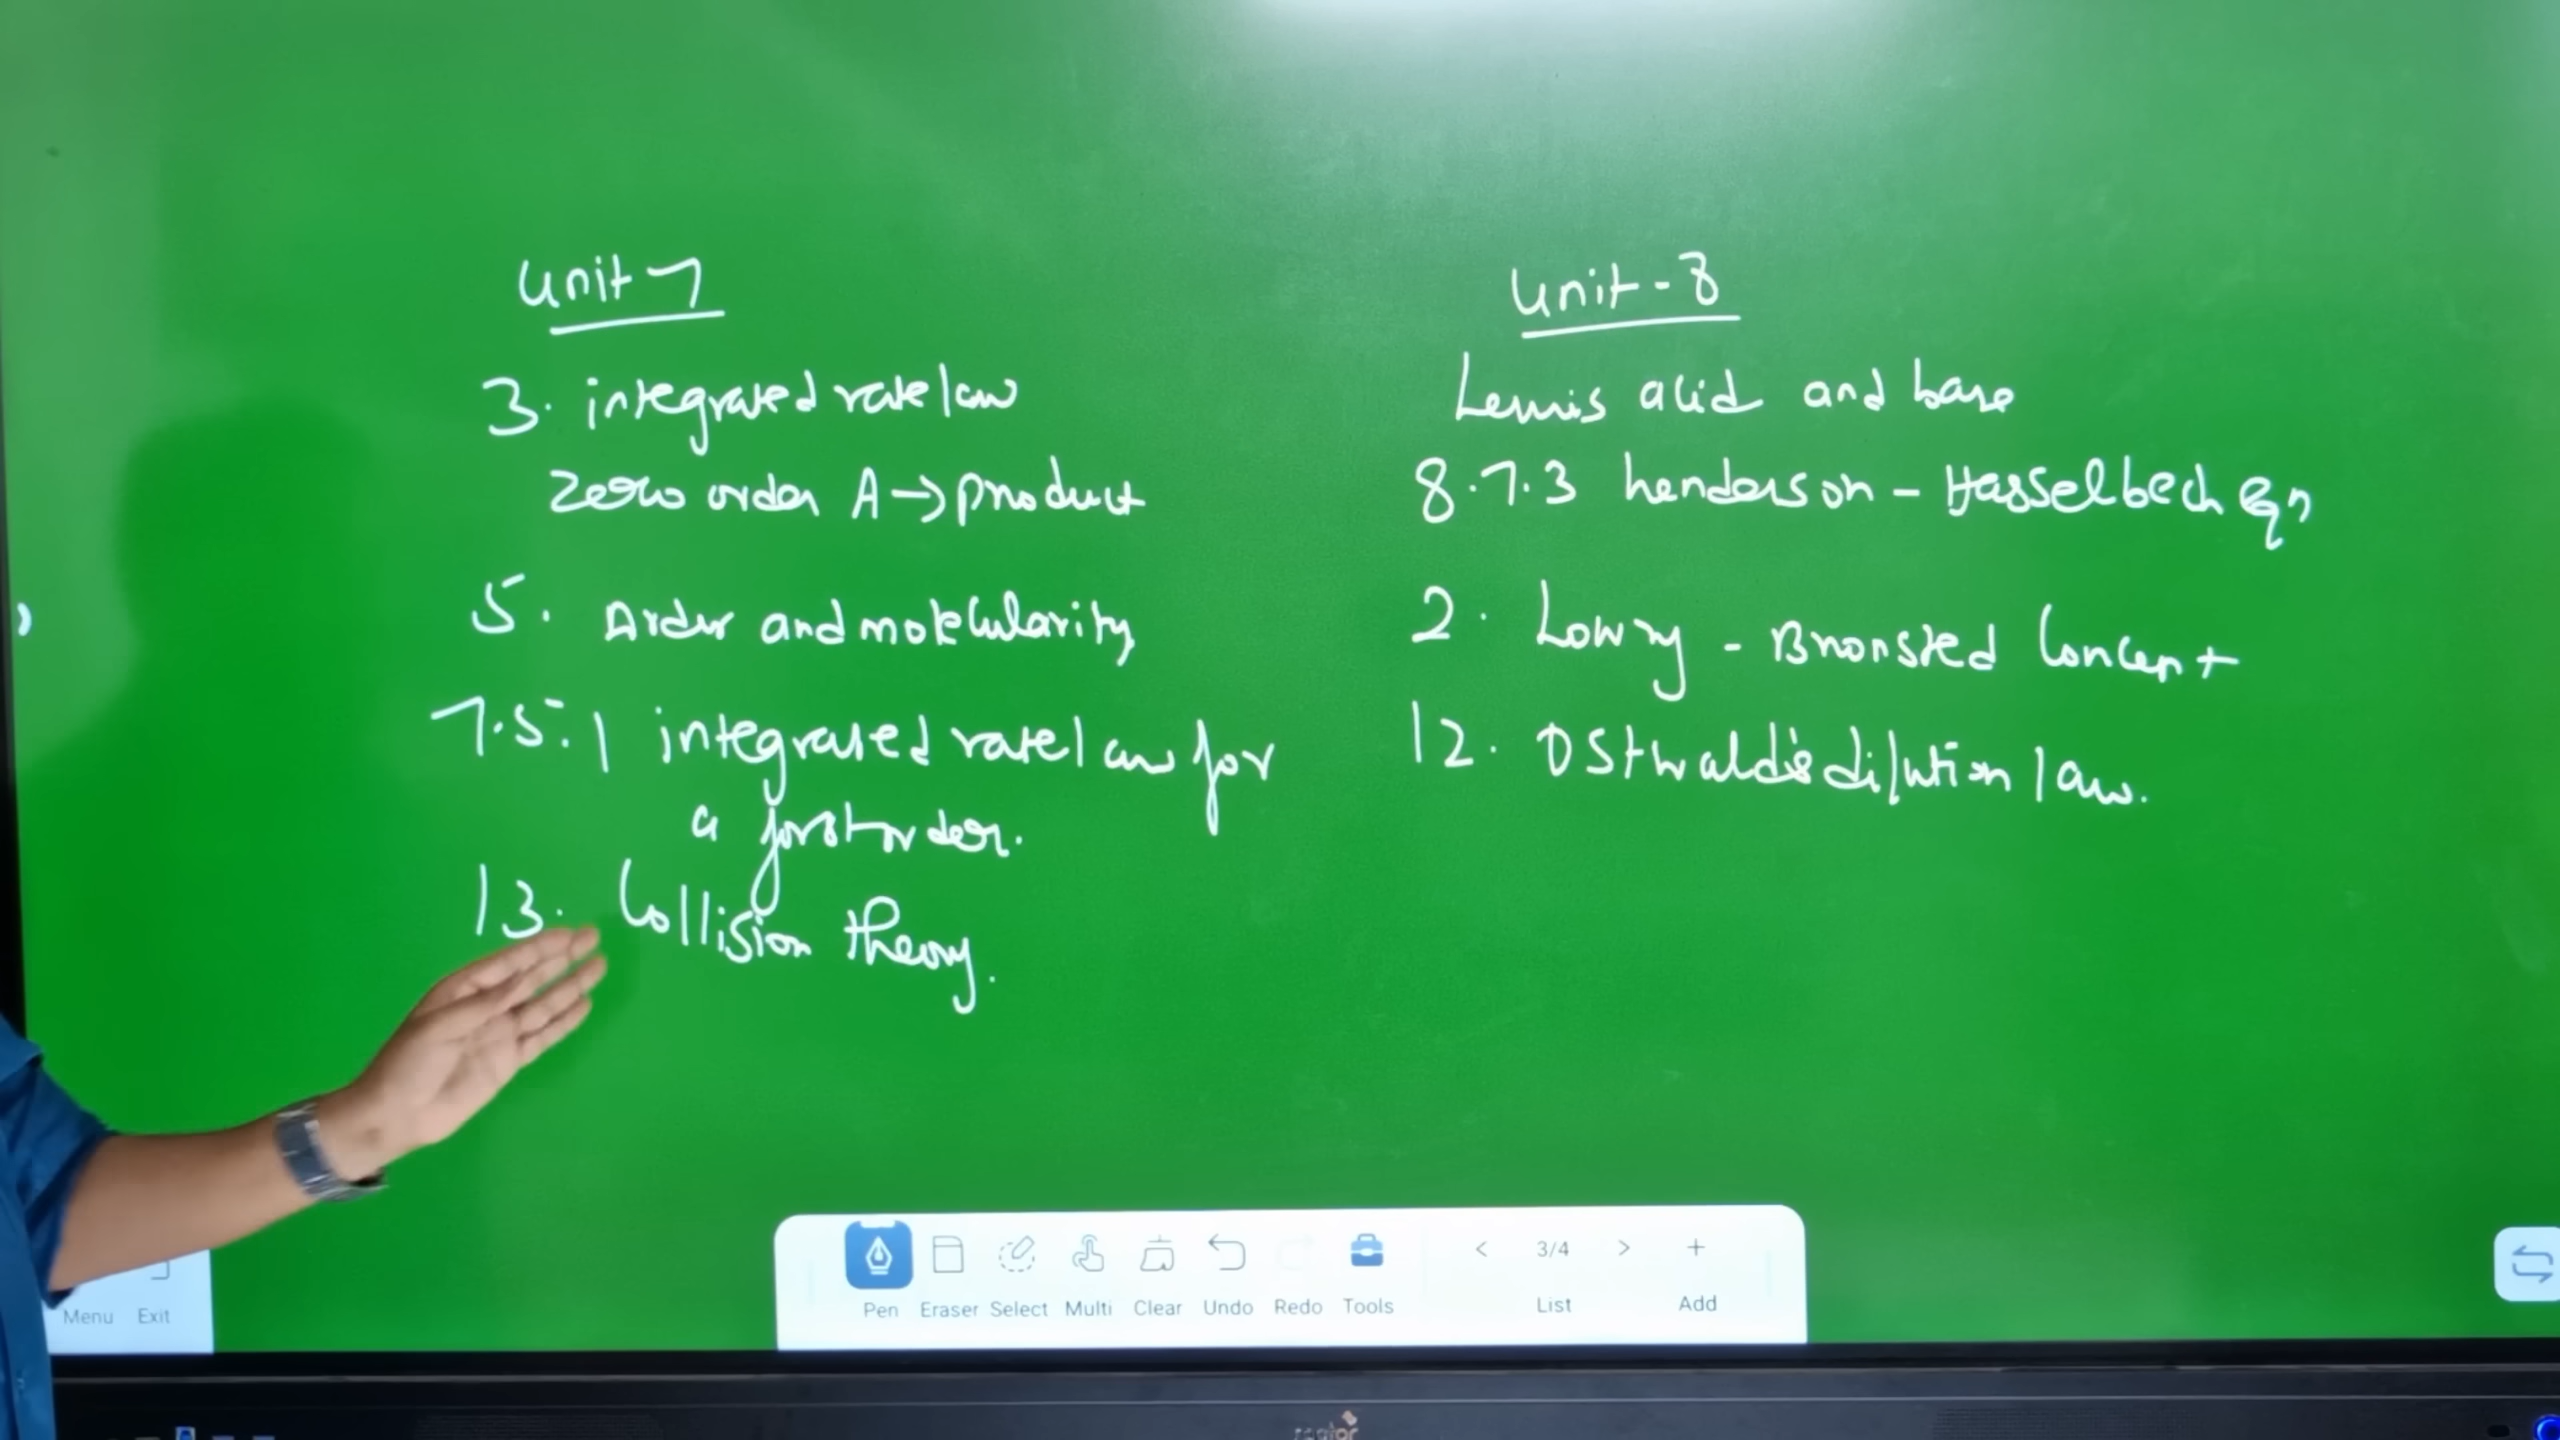 Unit-7
3. integrated rate law
zero order A→product
5. Order and molecularity
7.5.1 integrated rate law for
a first order.
13. Collision theory.
Unit-8
Lewis acid and base
8.7.3 henderson - Hasselbech Eqn
2. Lowry - Bronsted Concept
12. Ostwald's dilution law.
Menu Exit
Pen Eraser Select Multi Clear Undo Redo Tools
< 3/4 > +
List Add